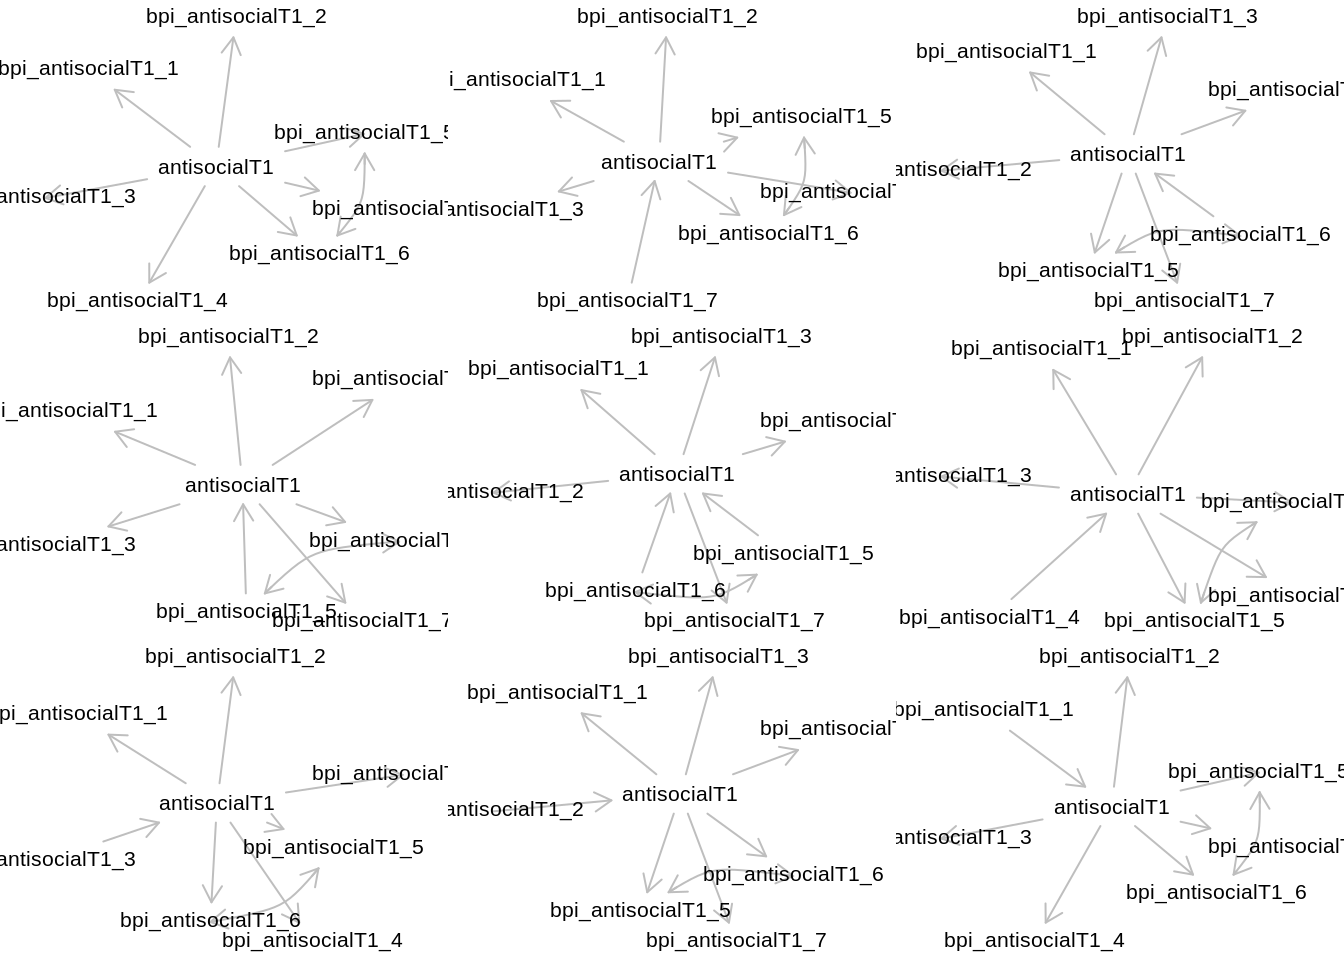 bpi_antisocialT1_2
bpi_antisocialT1_1
bpi_antisocialT1_5
antisocialT1
antisocialT1_3
bpi_antisocialT
bpi_antisocialT1_6
bpi_antisocialT1_4
bpi_antisocialT1_2
i_antisocialT1_1
bpi_antisocialT1_5
antisocialT1
bpi_antisocialT
antisocialT1_3
bpi_antisocialT1_6
bpi_antisocialT1_7
bpi_antisocialT1_3
bpi_antisocialT1_1
bpi_antisocialT
antisocialT1
antisocialT1_2
bpi_antisocialT1_6
bpi_antisocialT1_5
bpi_antisocialT1_7
bpi_antisocialT1_2
bpi_antisocialT
i_antisocialT1_1
antisocialT1
antisocialT1_3
bpi_antisocialT
bpi_antisocialT1_5
bpi_antisocialT1_7
bpi_antisocialT1_3
bpi_antisocialT1_1
bpi_antisocialT
antisocialT1
antisocialT1_2
bpi_antisocialT1_5
bpi_antisocialT1_6
bpi_antisocialT1_7
bpi_antisocialT1_2
bpi_antisocialT1_1
antisocialT1_3
antisocialT1
bpi_antisocialT
bpi_antisocialT
bpi_antisocialT1_4
bpi_antisocialT1_5
bpi_antisocialT1_2
pi_antisocialT1_1
bpi_antisocialT
antisocialT1
bpi_antisocialT1_5
antisocialT1_3
bpi_antisocialT1_6
bpi_antisocialT1_4
bpi_antisocialT1_3
bpi_antisocialT1_1
bpi_antisocialT
antisocialT1
antisocialT1_2
bpi_antisocialT1_6
bpi_antisocialT1_5
bpi_antisocialT1_7
bpi_antisocialT1_2
bpi_antisocialT1_1
bpi_antisocialT1_5
antisocialT1
antisocialT1_3
bpi_antisocialT
bpi_antisocialT1_6
bpi_antisocialT1_4